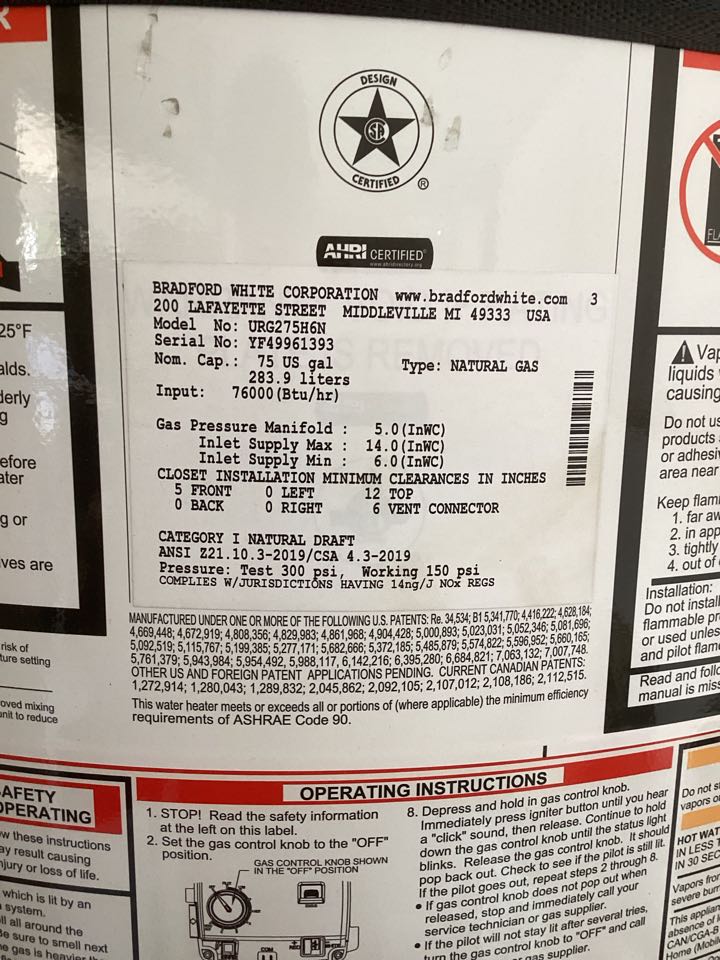 R
DESIGN
CERTIFIED ®
AHRI CERTIFIED®
www.ahridirectory.org
BRADFORD WHITE CORPORATION www.bradfordwhite.com 3
200 LAFAYETTE STREET MIDDLEVILLE MI 49333 USA
Model No: URG275H6N
Serial No: YF49961393
Nom. Cap.: 75 US gal Type: NATURAL GAS
283.9 liters
Input: 76000(Btu/hr)
Gas Pressure Manifold : 5.0(InWC)
Inlet Supply Max : 14.0(InWC)
Inlet Supply Min : 6.0(InWC)
CLOSET INSTALLATION MINIMUM CLEARANCES IN INCHES
5 FRONT 0 LEFT 12 TOP
0 BACK 0 RIGHT 6 VENT CONNECTOR
CATEGORY I NATURAL DRAFT
ANSI Z21.10.3-2019/CSA 4.3-2019
Pressure: Test 300 psi, Working 150 psi
COMPLIES W/JURISDICTIONS HAVING 14ng/J NOx REGS
MANUFACTURED UNDER ONE OR MORE OF THE FOLLOWING U.S. PATENTS: Re. 34,534; B1 5,341,770; 4,416,222; 4,628,184;
4,669,448; 4,672,919; 4,808,356; 4,829,983; 4,861,968; 4,904,428; 5,000,893; 5,023,031; 5,052,346; 5,081,696;
5,092,519; 5,115,767; 5,199,385; 5,277,171; 5,682,666; 5,372,185; 5,485,879; 5,574,822; 5,596,952; 5,660,165;
5,761,379; 5,943,984; 5,954,492; 5,988,117; 6,142,216; 6,395,280; 6,684,821; 7,063,132; 7,007,748.
OTHER US AND FOREIGN PATENT APPLICATIONS PENDING. CURRENT CANADIAN PATENTS:
1,272,914; 1,280,043; 1,289,832; 2,045,862; 2,092,105; 2,107,012; 2,108,186; 2,112,515.
This water heater meets or exceeds all or portions of (where applicable) the minimum efficiency
requirements of ASHRAE Code 90.
25°F
alds.
derly
g
efore
ater
g or
ves are
risk of
ture setting
oved mixing
unit to reduce
Vap
liquids
causing
Do not us
products
or adhesiv
area near
Keep flam
1. far aw
2. in app
3. tightly
4. out of
Installation:
Do not install
flammable pr
or used unles
and pilot flame
Read and follo
manual is miss
AFETY
OPERATING
w these instructions
ay result causing
njury or loss of life.
which is lit by an
system.
ll all around the
Be sure to smell next
e gas is heavier
OPERATING INSTRUCTIONS
1. STOP! Read the safety information
at the left on this label.
2. Set the gas control knob to the "OFF"
position.
GAS CONTROL KNOB SHOWN
IN THE "OFF" POSITION
8. Depress and hold in gas control knob.
Immediately press igniter button until you hear
a "click" sound, then release. Continue to hold
down the gas control knob until the status light
blinks. Release the gas control knob. It should
pop back out. Check to see if the pilot is still lit.
If the pilot goes out, repeat steps 2 through 8.
• If gas control knob does not pop out when
released, stop and immediately call your
service technician or gas supplier.
• If the pilot will not stay lit after several tries,
turn the gas control knob to "OFF" and call
gas supplier.
Do not s
vapors o
HOT WAT
IN LESS T
IN 30 SEC
Vapors from
severe burn
This applian
absence of l
CAN/CGA-B
Home (Mobil